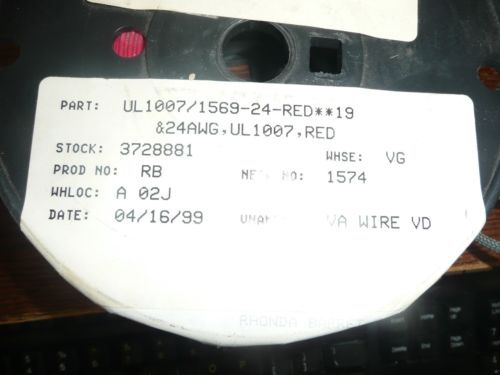 PART: UL1007/1569-24-RED**19
&24AWG,UL1007,RED
STOCK: 3728881 WHSE: VG
PROD NO: RB NO: 1574
WHLOC: A 02J
DATE: 04/16/99 VA WIRE VD
RHONDA